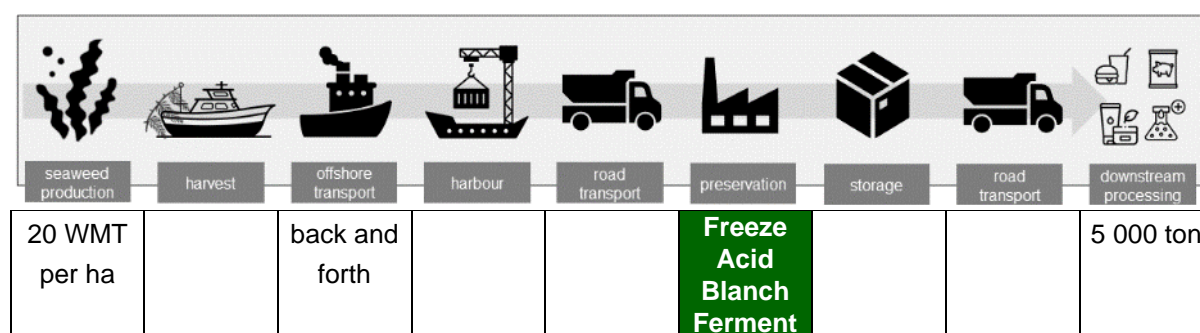 seaweed
production
harvest
offshore
transport
harbour
road
transport
preservation
storage
road
transport
downstream
processing
20 WMT
per ha
back and
forth
Freeze
Acid
Blanch
Ferment
5 000 ton